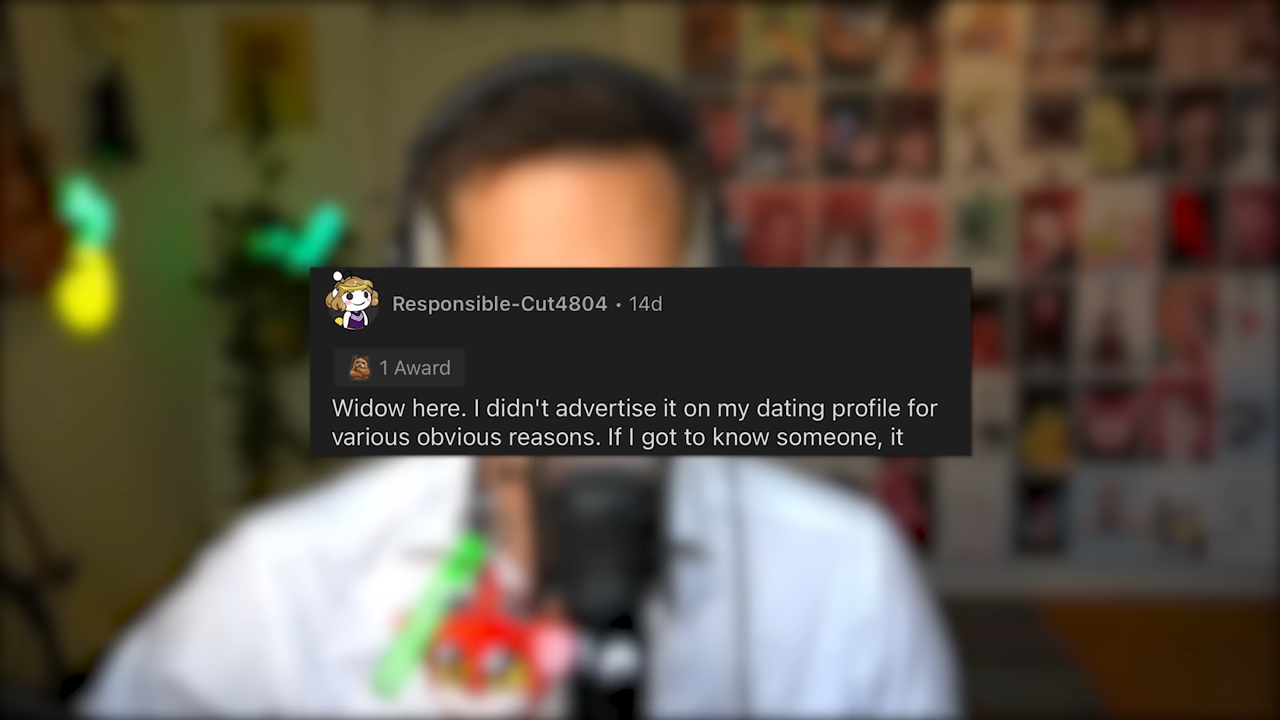 Responsible-Cut4804 • 14d
1 Award
Widow here. I didn't advertise it on my dating profile for
various obvious reasons. If I got to know someone, it